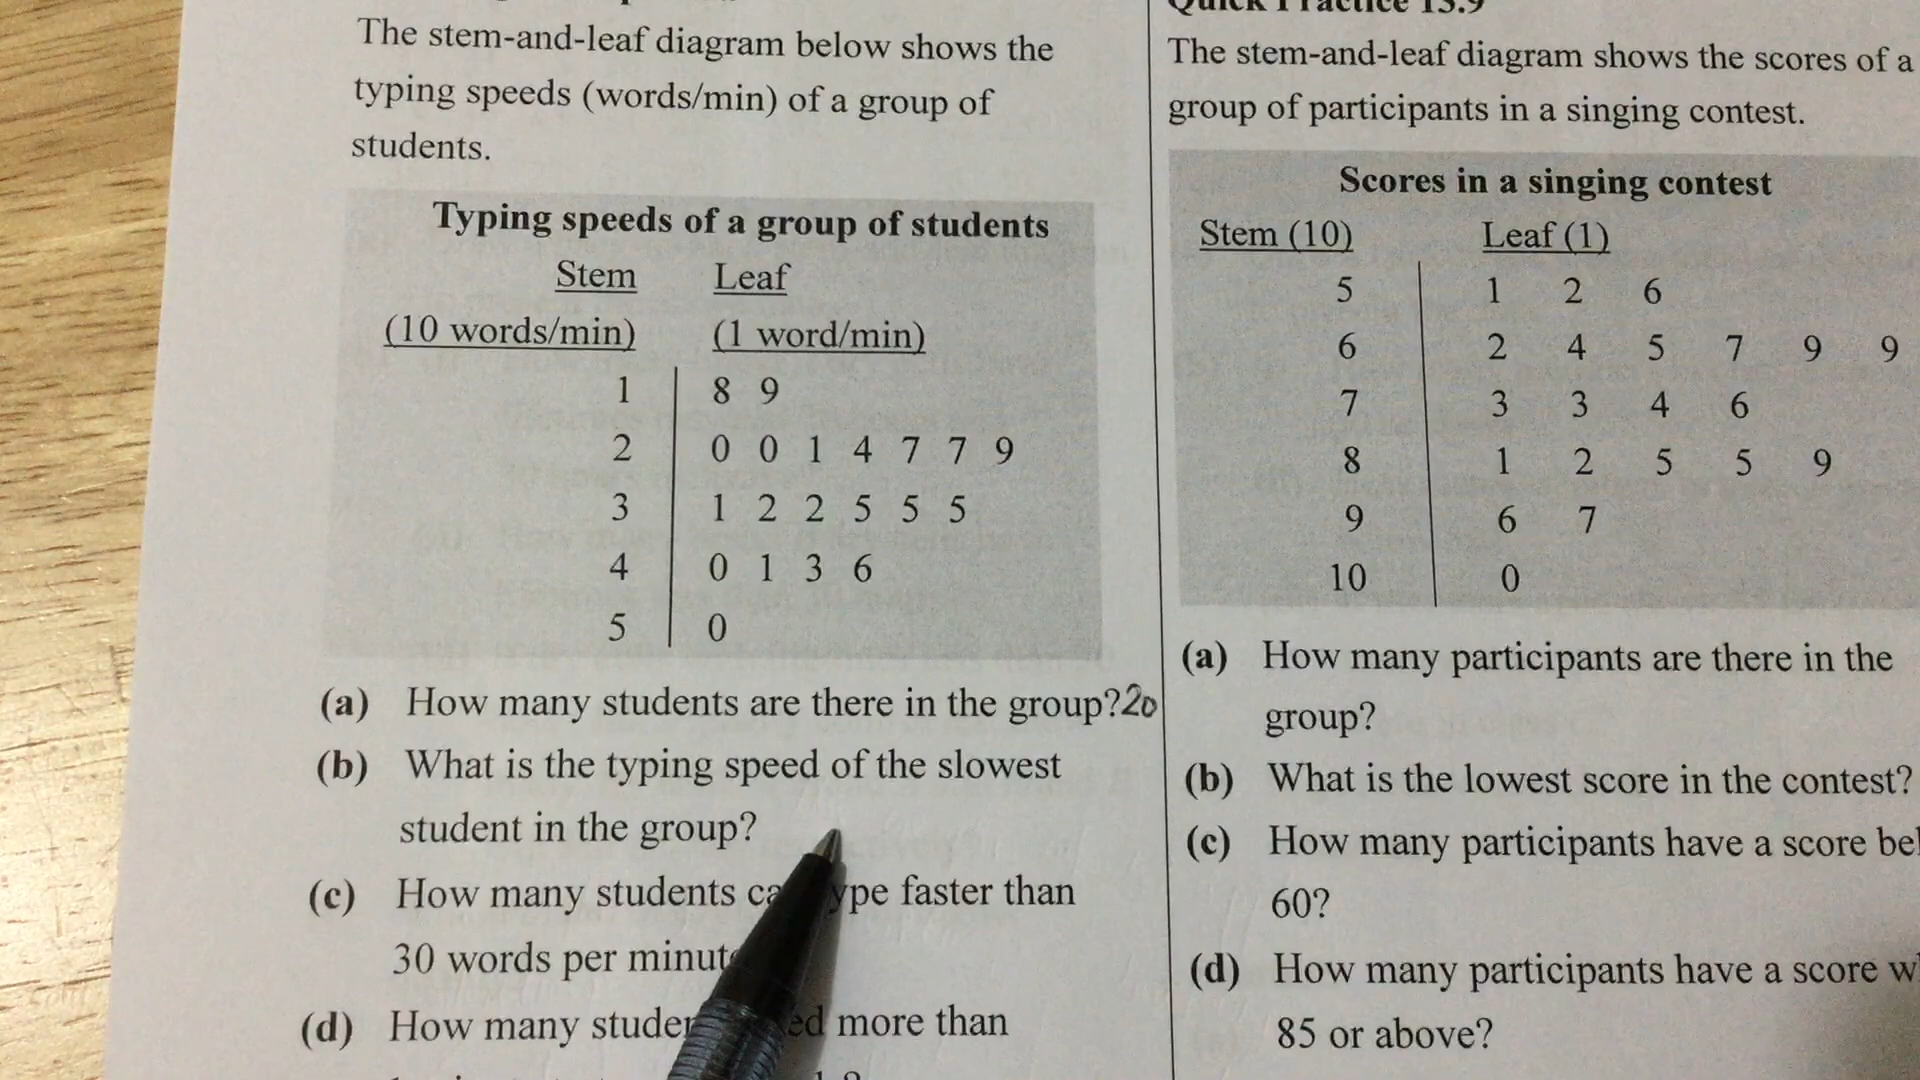 The stem-and-leaf diagram below shows the
typing speeds (words/min) of a group of
students.
Typing speeds of a group of students
Stem Leaf
(10 words/min) (1 word/min)
1 8 9
2 0 0 1 4 7 7 9
3 1 2 2 5 5 5
4 0 1 3 6
5 0
(a) How many students are there in the group?20
(b) What is the typing speed of the slowest
student in the group?
(c) How many students faster than
30 words per
(d) How many more than
Quick Practice 13.9
The stem-and-leaf diagram shows the scores of a
group of participants in a singing contest.
Scores in a singing contest
Stem (10) Leaf (1)
5 1 2 6
6 2 4 5 7 9 9
7 3 3 4 6
8 1 2 5 5 9
9 6 7
10 0
(a) How many participants are there in the
group?
(b) What is the lowest score in the contest?
(c) How many participants have a score
60?
(d) How many participants have a score
85 or above?